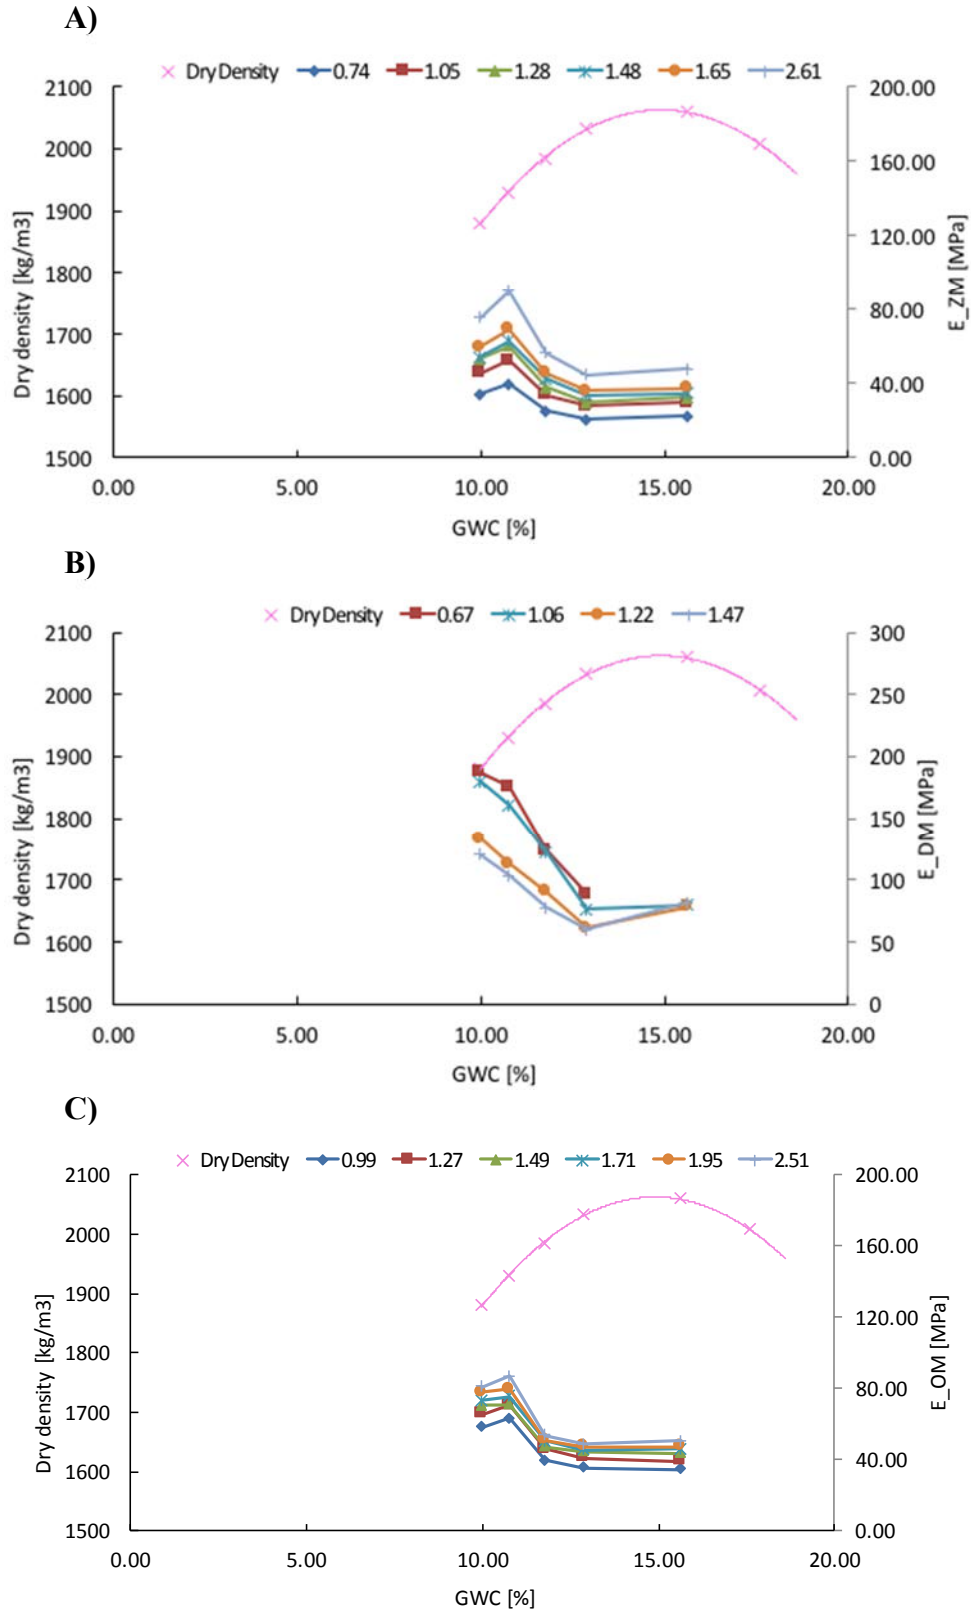 A)
Dry Density 0.74 1.05 1.28 1.48 1.65 2.61
2100 200.00
2000 160.00
1900 120.00
1800
1700 80.00
1600 40.00
1500 0.00
0.00 5.00 10.00 15.00 20.00
GWC [%]
Dry density [kg/m3]
E_ZM [MPa]
B)
Dry Density 0.67 1.06 1.22 1.47
2100 300
2000 250
1900 200
1800 150
1700 100
1600 50
1500 0
0.00 5.00 10.00 15.00 20.00
GWC [%]
Dry density [kg/m3]
E_DM [MPa]
C)
Dry Density 0.99 1.27 1.49 1.71 1.95 2.51
2100 200.00
2000 160.00
1900 120.00
1800
1700 80.00
1600 40.00
1500 0.00
0.00 5.00 10.00 15.00 20.00
GWC [%]
Dry density [kg/m3]
E_OM [MPa]